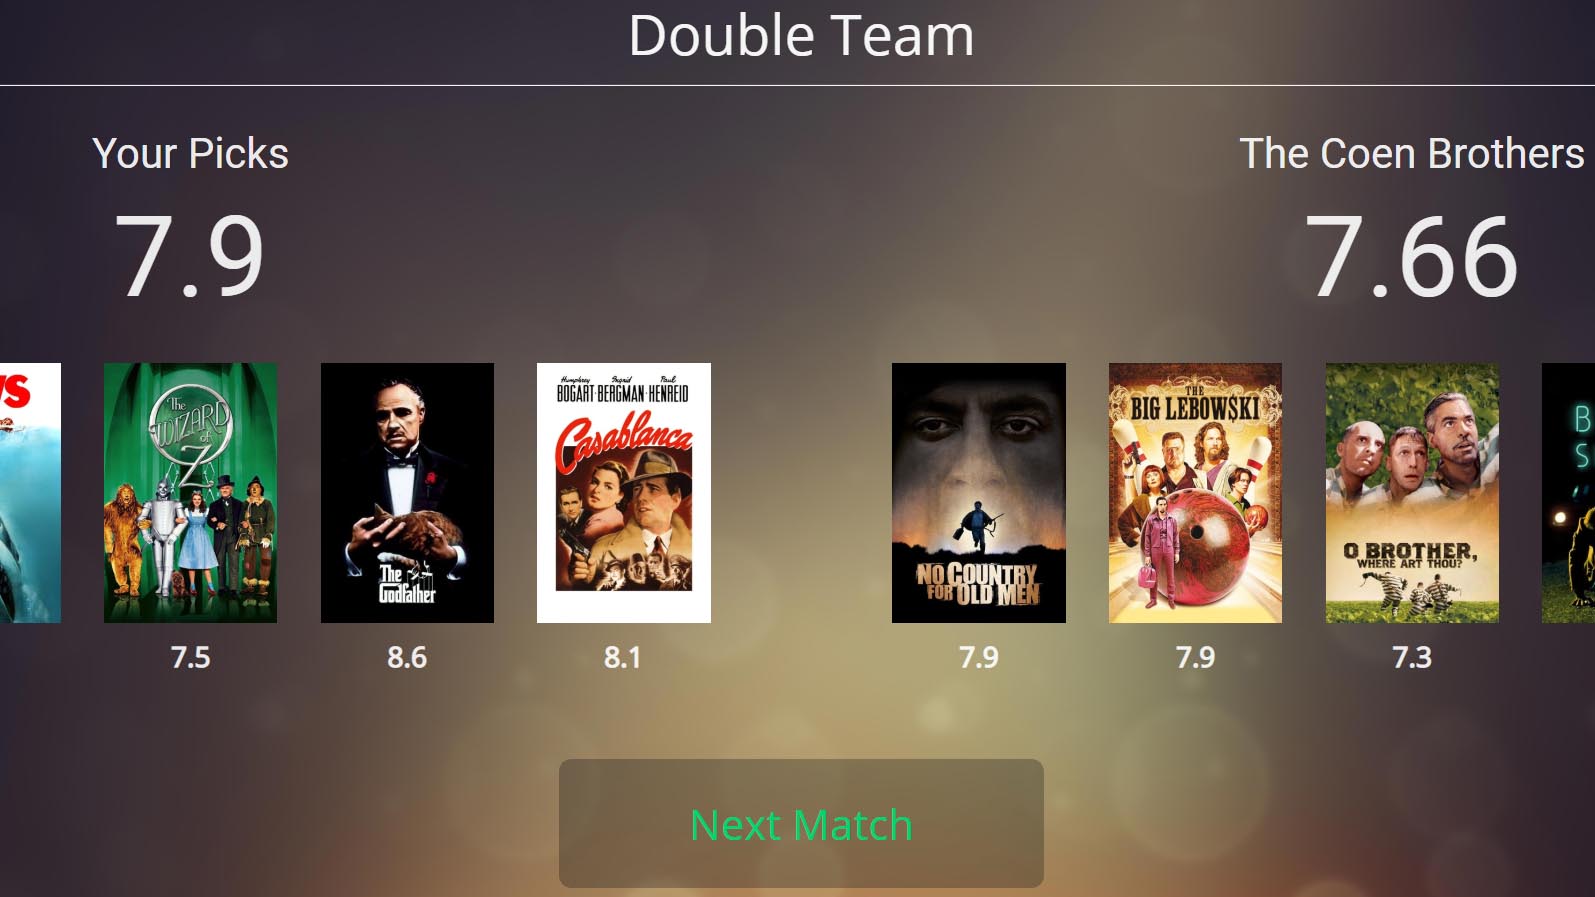 Double Team
Your Picks
The Coen Brothers
7.9
7.66
The
WIZARD
of
Z
The
Godfather
Humphrey Ingrid Paul
BOGART·BERGMAN·HENREID
Casablanca
NO COUNTRY
FOR OLD MEN
THE
BIG LEBOWSKI
O BROTHER,
WHERE ART THOU?
B
S
7.5
8.6
8.1
7.9
7.9
7.3
Next Match